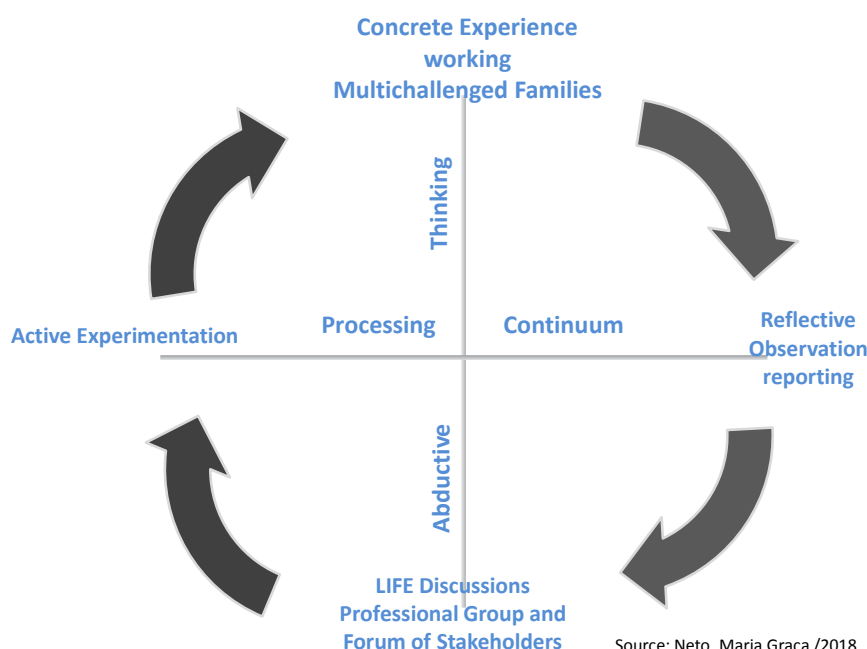 Concrete Experience
working
Multichallenged Families
Thinking
Processing
Continuum
Active Experimentation
Reflective
Observation
reporting
Abductive
LIFE Discussions
Professional Group and
Forum of Stakeholders
Source: Neto, Maria Graça /2018